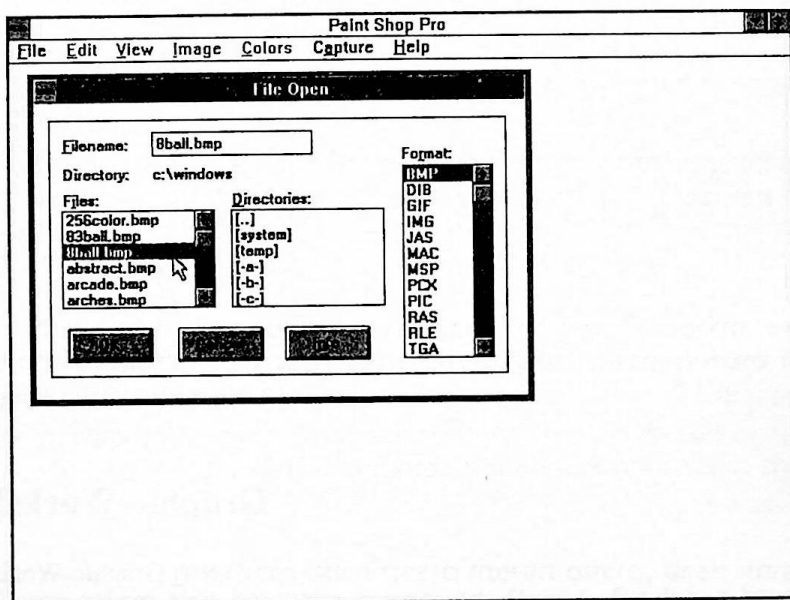 Paint Shop Pro
File Edit View Image Colors Capture Help
File Open
Filename: 8ball.bmp
Directory: c:\windows
Files:
256color.bmp
83ball.bmp
8ball.bmp
abstract.bmp
arcade.bmp
arches.bmp
Directories:
[..]
[system]
[temp]
[-a-]
[-b-]
[-c-]
Format:
BMP
DIB
GIF
IMG
JAS
MAC
MSP
PCX
PIC
RAS
RLE
TGA